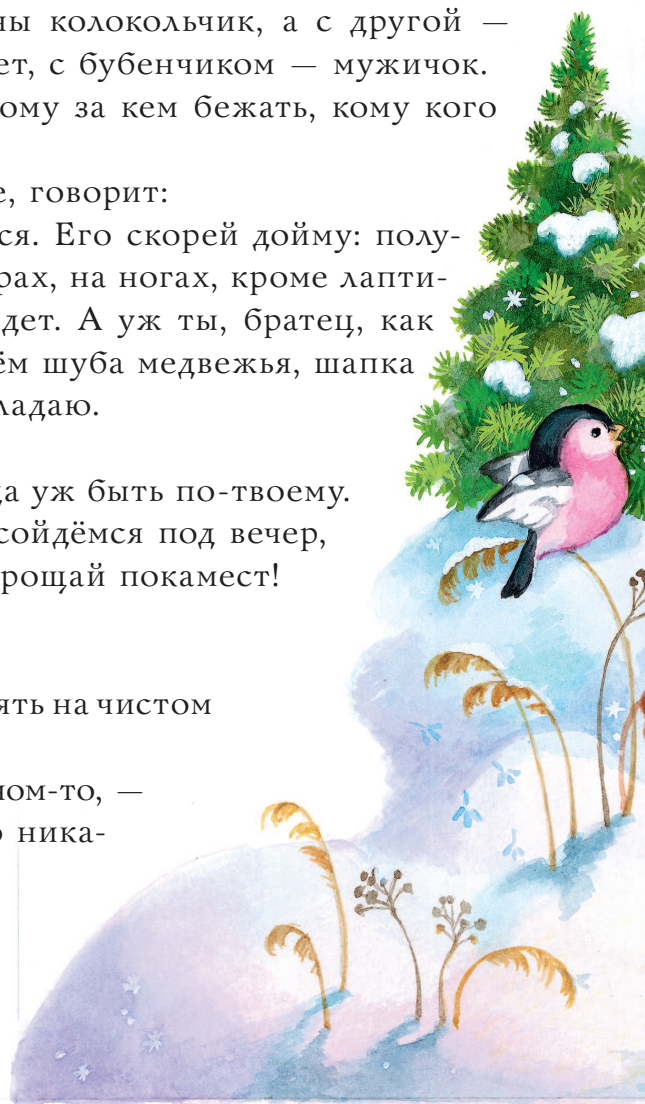 ны колокольчик, а с другой —
ет, с бубенчиком — мужичок.
ому за кем бежать, кому кого
е, говорит:
ся. Его скорей дойму: полу-
рах, на ногах, кроме лапти-
дет. А уж ты, братец, как
ём шуба медвежья, шапка
ладаю.
да уж быть по-твоему.
сойдёмся под вечер,
рощай покамест!
ять на чистом
ном-то, —
о ника-